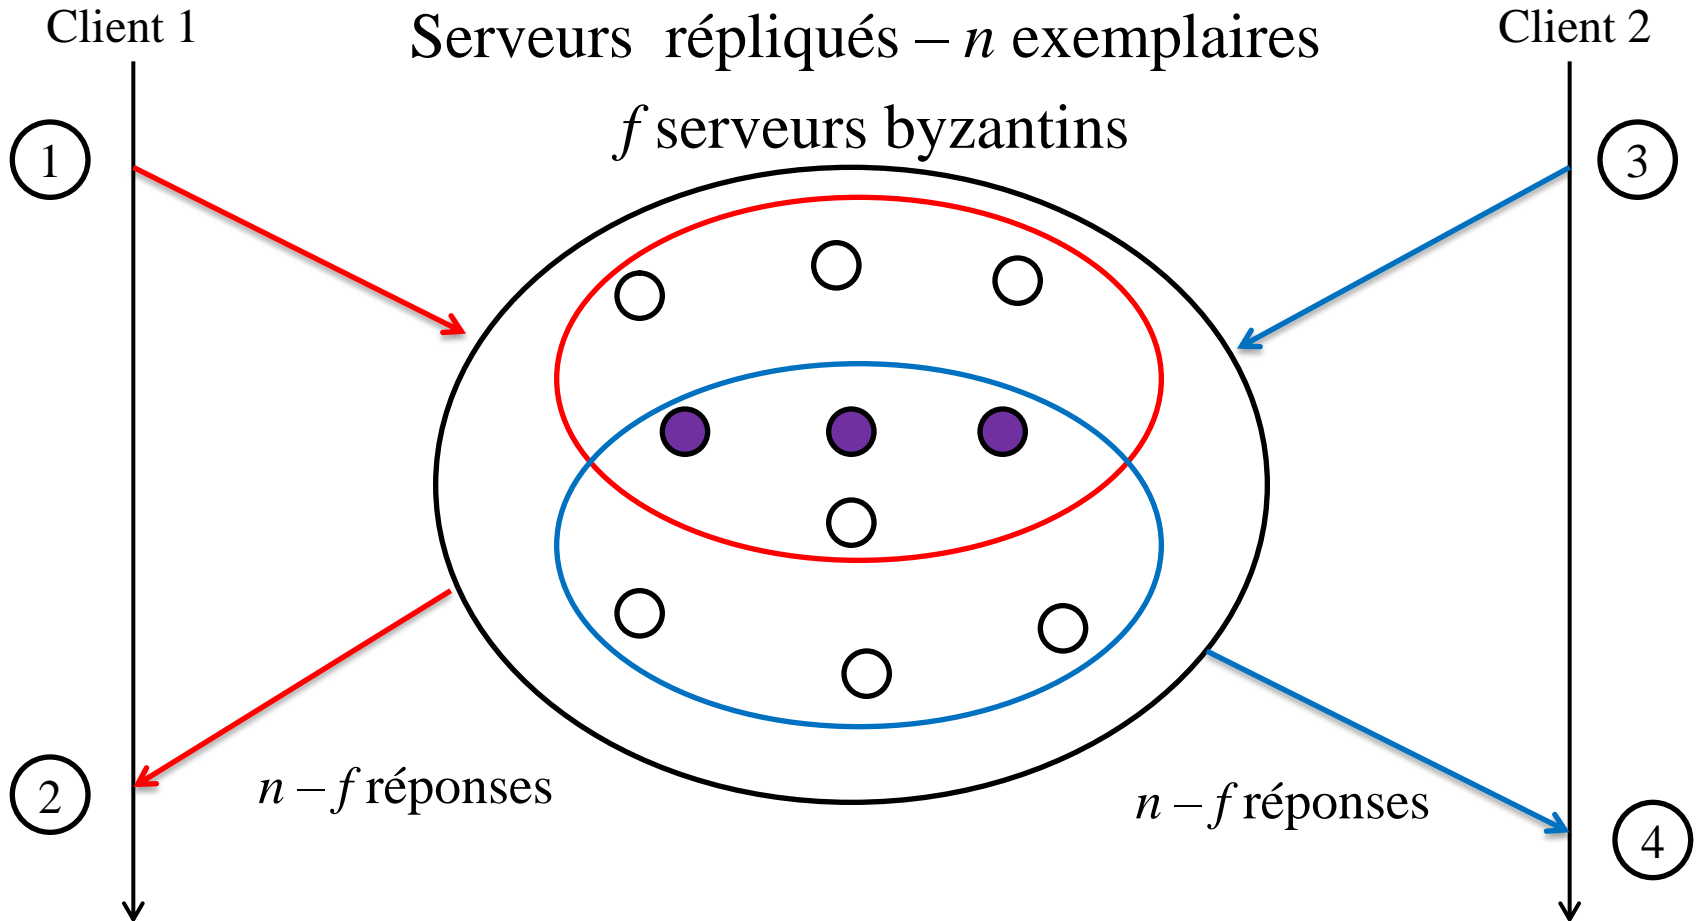 Client 1
Serveurs répliqués – n exemplaires
Client 2
f serveurs byzantins
1
3
2
n – f réponses
n – f réponses
4